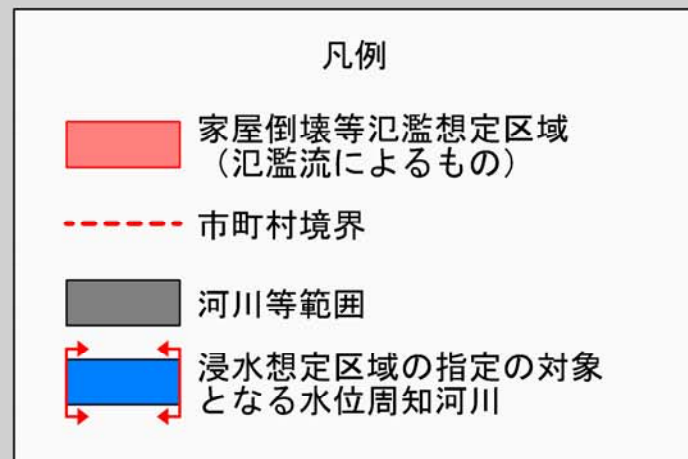 凡例
家屋倒壊等氾濫想定区域
（氾濫流によるもの）
市町村境界
河川等範囲
浸水想定区域の指定の対象
となる水位周知河川